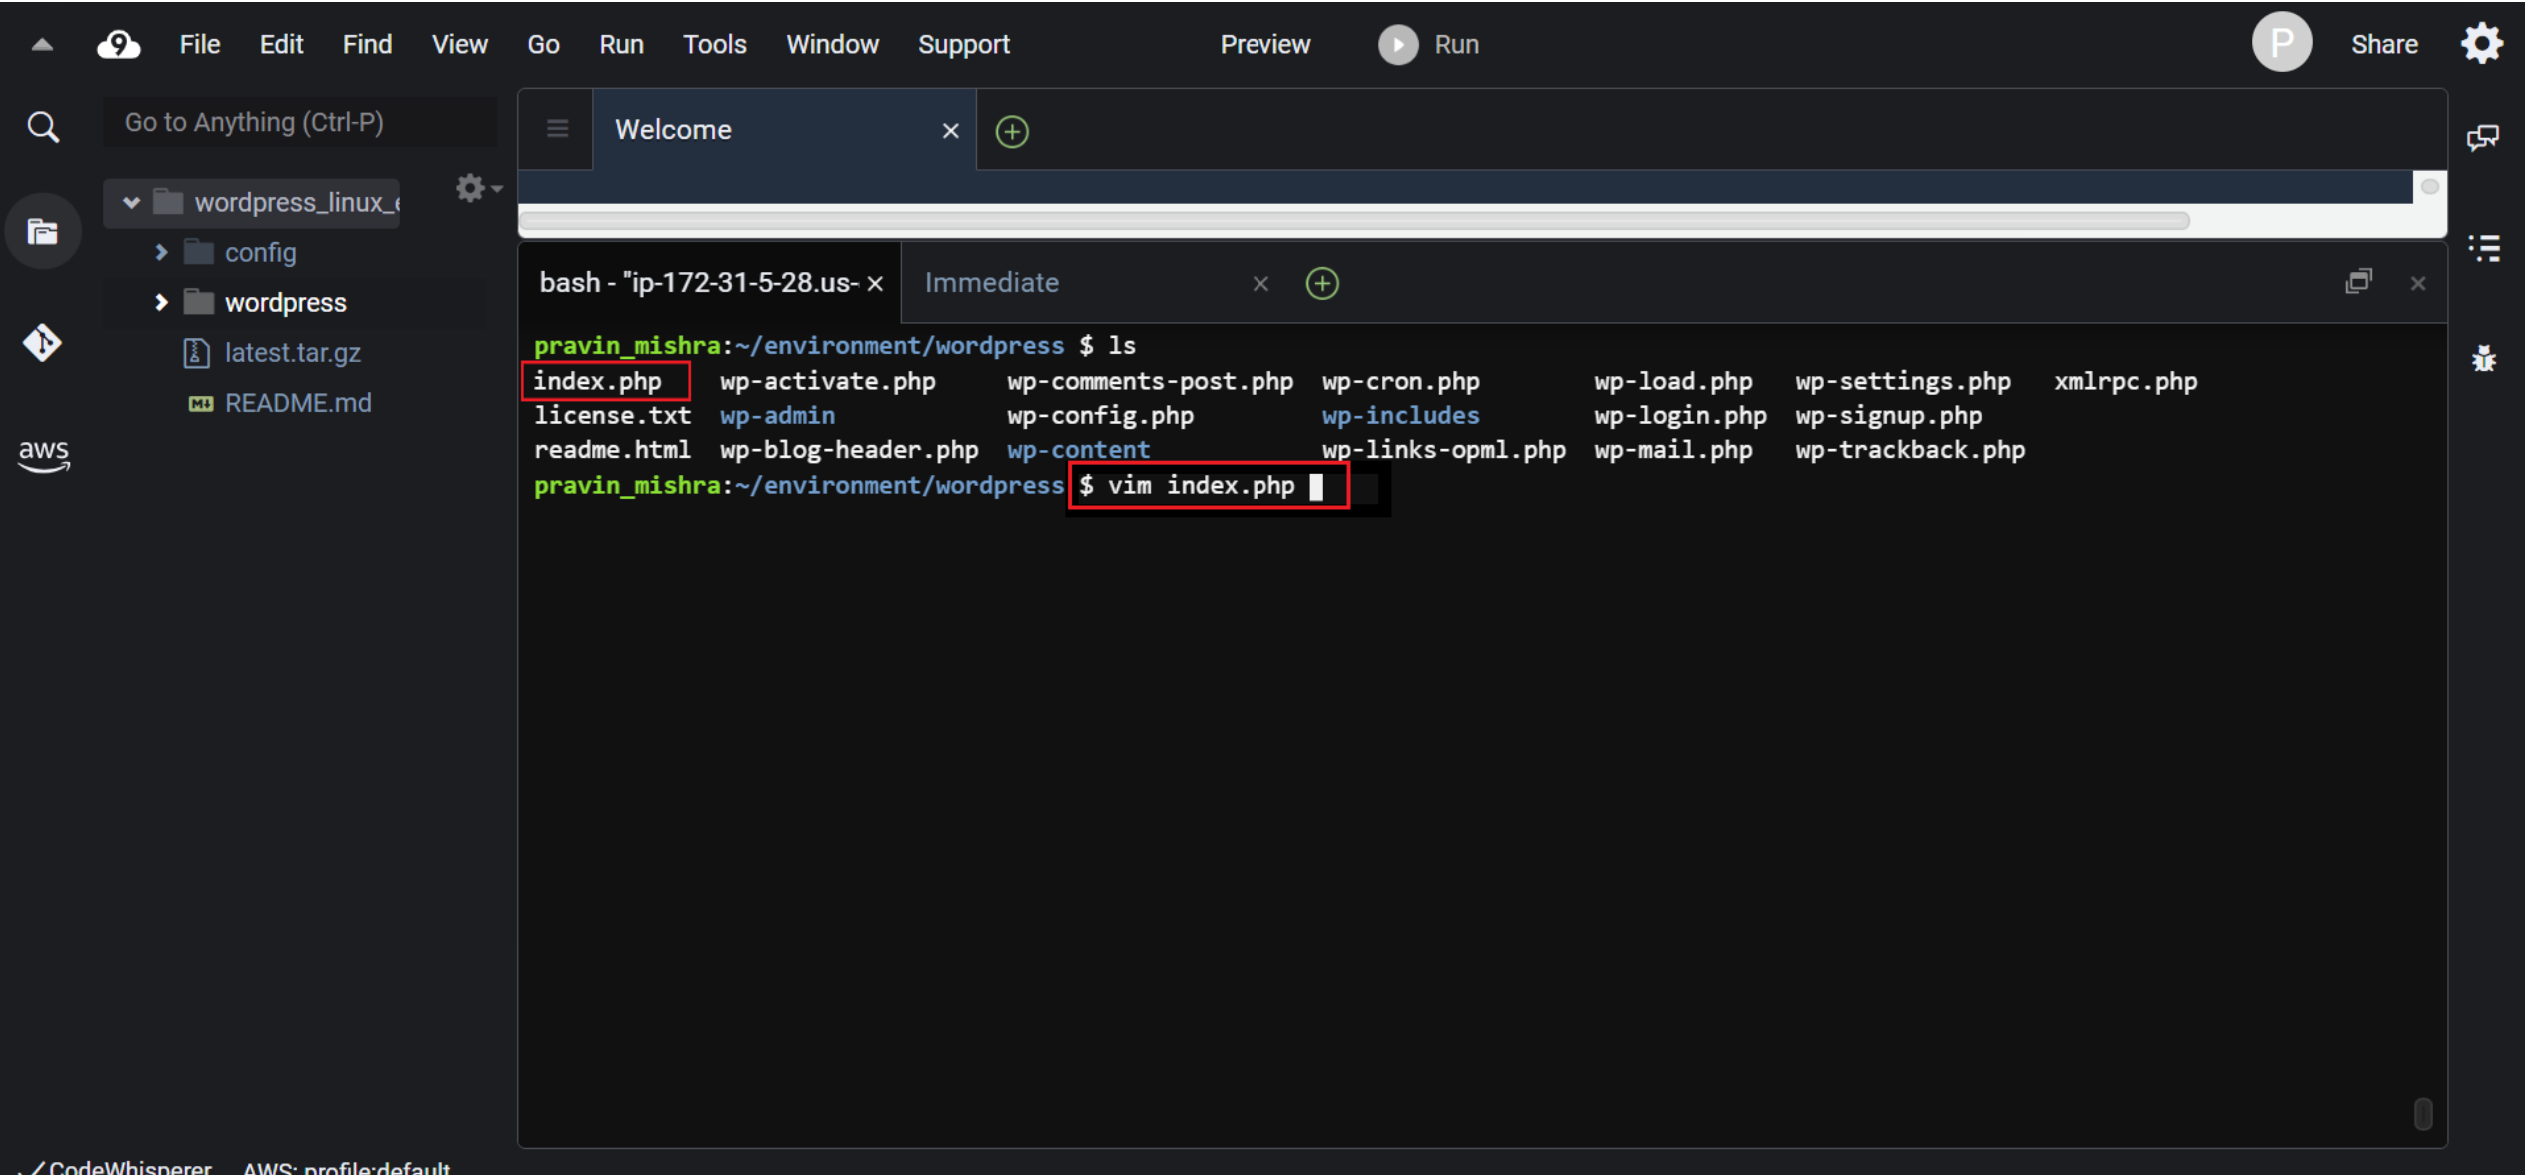 9 File Edit Find View Go Run Tools Window Support Preview Run P Share
Go to Anything (Ctrl-P)
Welcome
wordpress_linux_e
config
wordpress
latest.tar.gz
M↓ README.md
aws
bash - "ip-172-31-5-28.us- Immediate
pravin_mishra:~/environment/wordpress $ ls
index.php wp-activate.php wp-comments-post.php wp-cron.php wp-load.php wp-settings.php xmlrpc.php
license.txt wp-admin wp-config.php wp-includes wp-login.php wp-signup.php
readme.html wp-blog-header.php wp-content wp-links-opml.php wp-mail.php wp-trackback.php
pravin_mishra:~/environment/wordpress $ vim index.php
CodeWhisperer AWS: profile:default